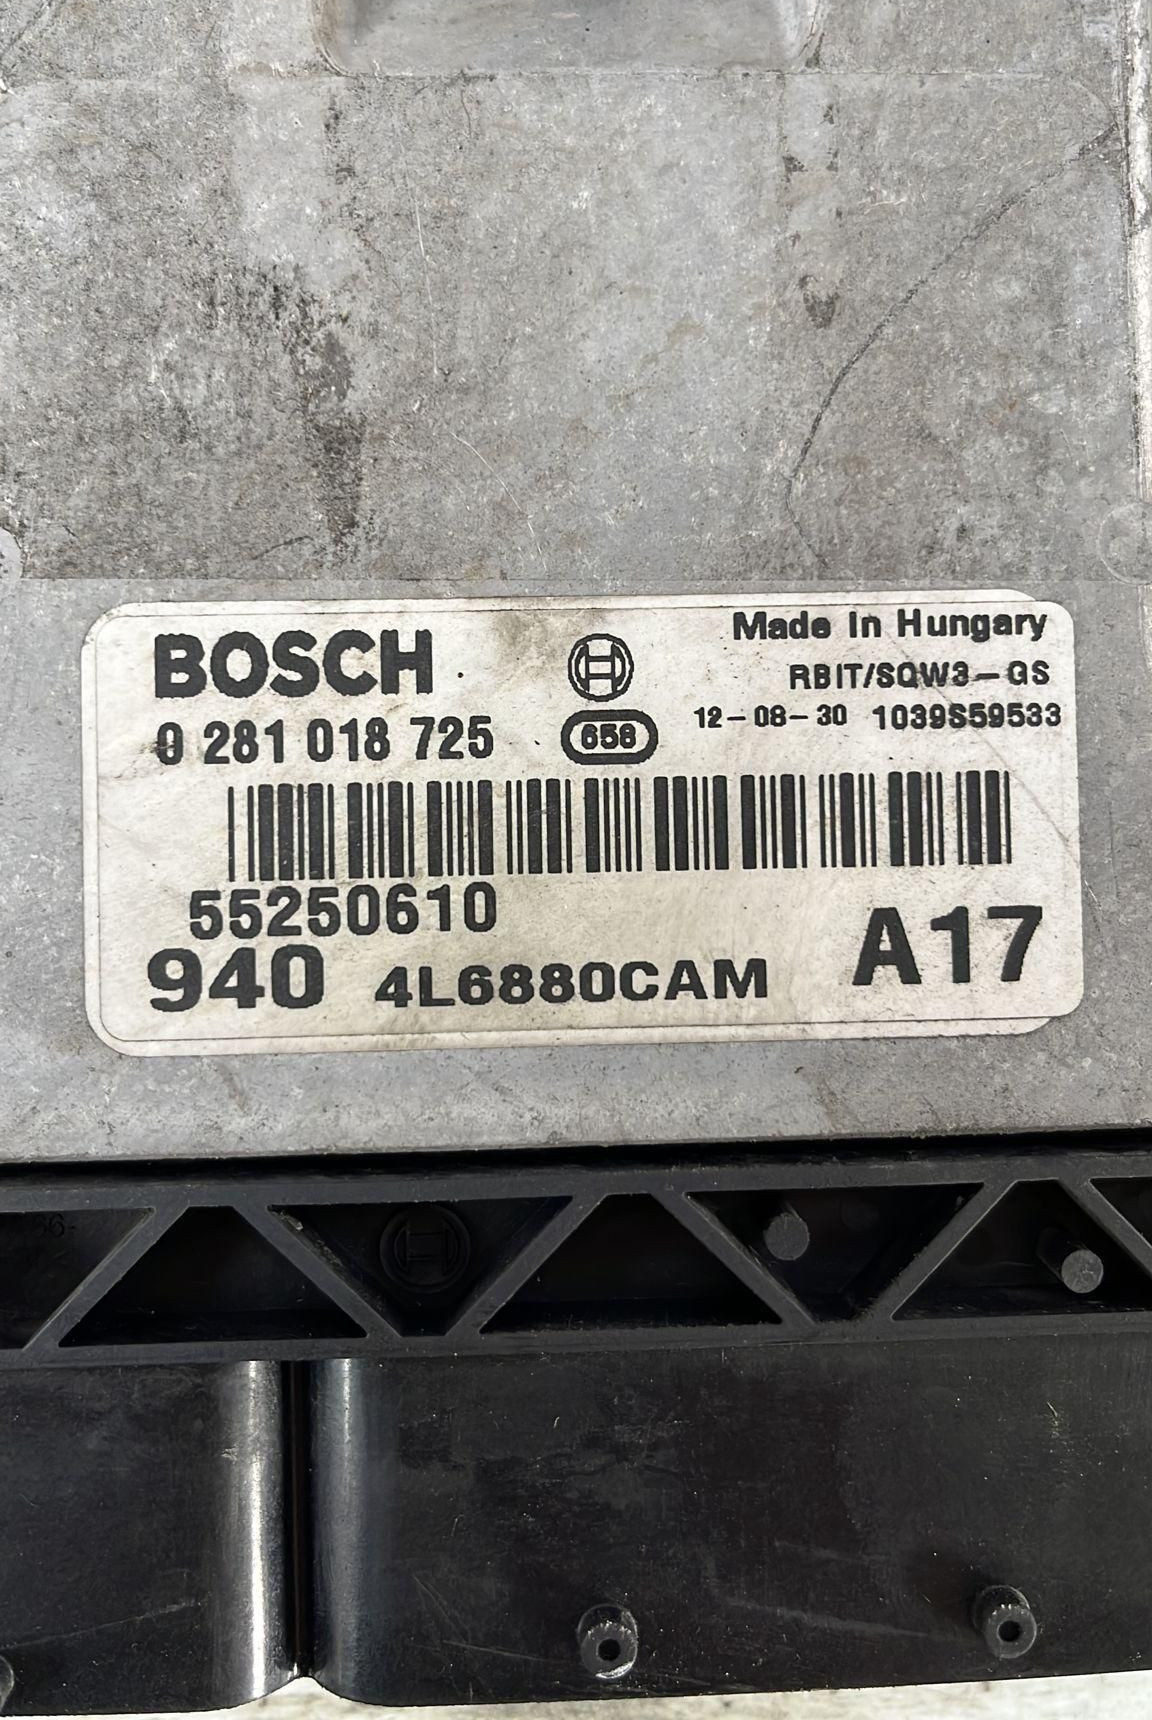 BOSCH
Made In Hungary
RBIT/SQW3-GS
0 281 018 725
658
12-08-30 1039S59533
55250610
940 4L6880CAM A17